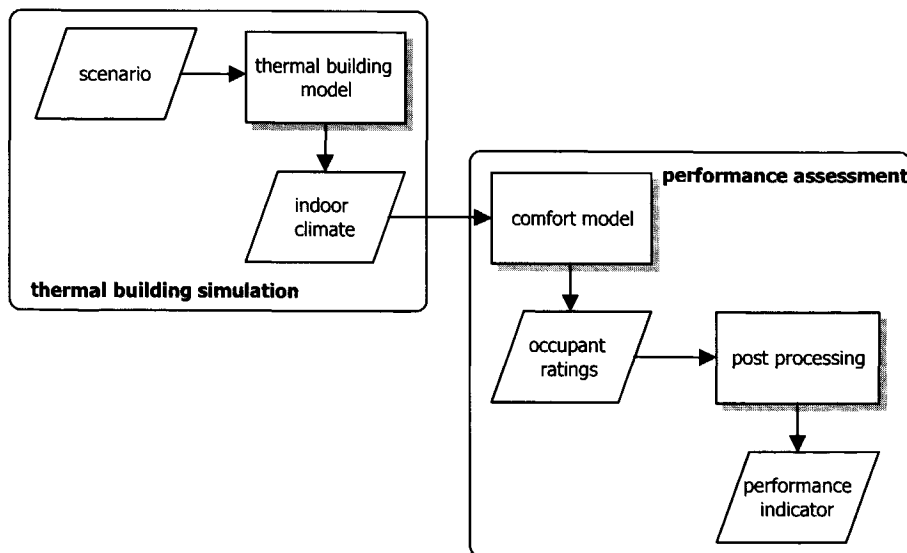 scenario
thermal building
model
indoor
climate
thermal building simulation
performance assessment
comfort model
occupant
ratings
post processing
performance
indicator